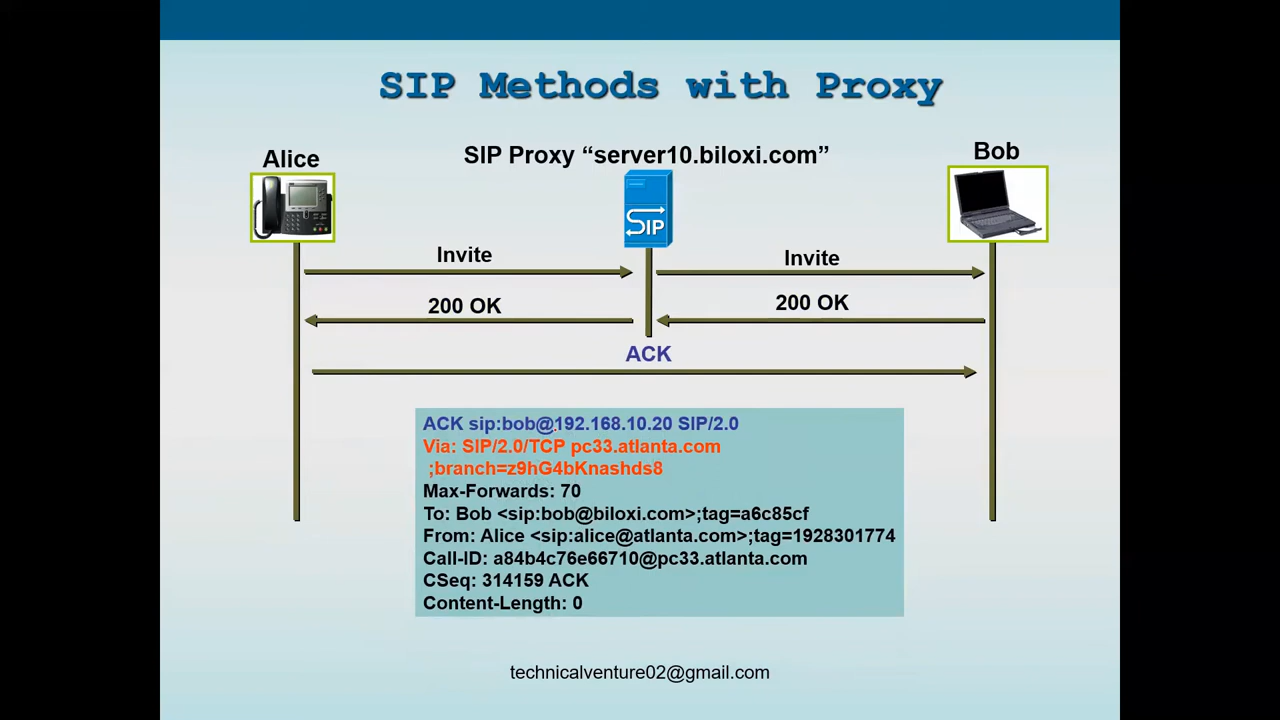 SIP Methods with Proxy
Alice
SIP Proxy “server10.biloxi.com”
Bob
SIP
Invite
Invite
200 OK
200 OK
ACK
ACK sip:bob@192.168.10.20 SIP/2.0
Via: SIP/2.0/TCP pc33.atlanta.com
;branch=z9hG4bKnashds8
Max-Forwards: 70
To: Bob <sip:bob@biloxi.com>;tag=a6c85cf
From: Alice <sip:alice@atlanta.com>;tag=1928301774
Call-ID: a84b4c76e66710@pc33.atlanta.com
CSeq: 314159 ACK
Content-Length: 0
technicalventure02@gmail.com